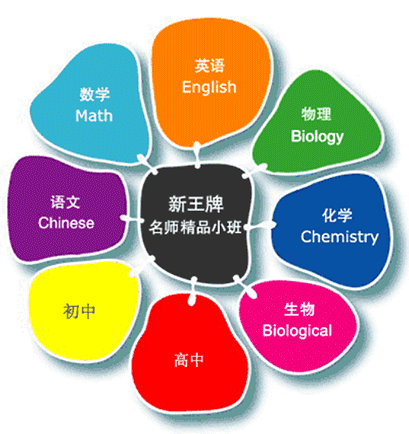 英语
English
数学
Math
物理
Biology
语文
Chinese
新王牌
名师精品小班
化学
Chemistry
初中
生物
Biological
高中